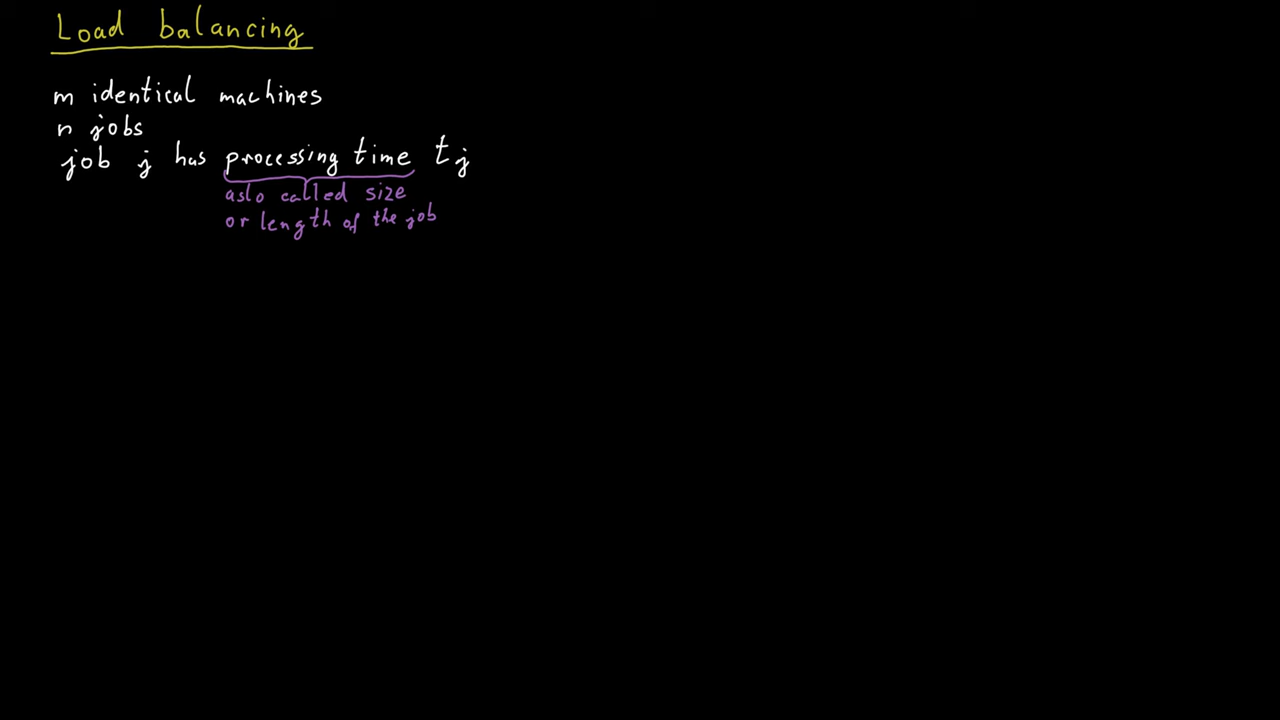 Load balancing
m identical machines
n jobs
job j has processing time tj
aslo called size
or length of the job